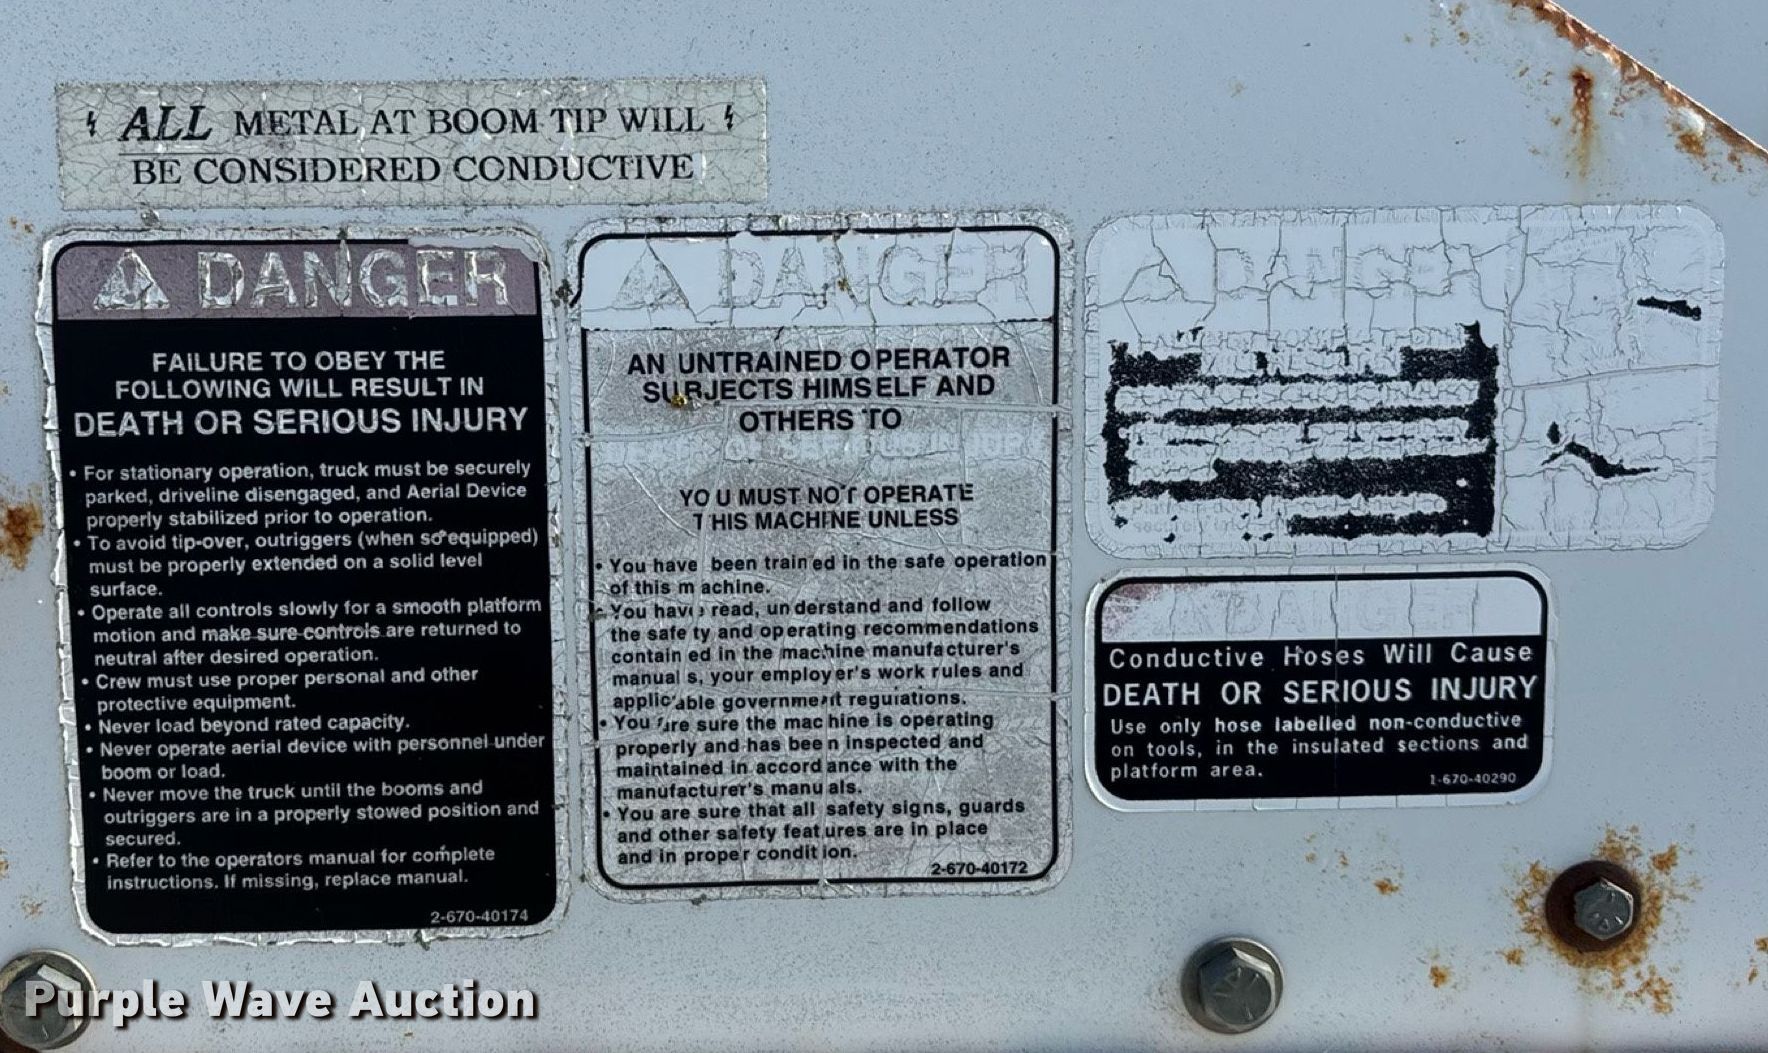 ALL METAL AT BOOM TIP WILL
BE CONSIDERED CONDUCTIVE
DANGER
FAILURE TO OBEY THE
FOLLOWING WILL RESULT IN
DEATH OR SERIOUS INJURY
• For stationary operation, truck must be securely
parked, driveline disengaged, and Aerial Device
properly stabilized prior to operation.
• To avoid tip-over, outriggers (when so equipped)
must be properly extended on a solid level
surface.
• Operate all controls slowly for a smooth platform
motion and make sure controls are returned to
neutral after desired operation.
• Crew must use proper personal and other
protective equipment.
• Never load beyond rated capacity.
• Never operate aerial device with personnel under
boom or load.
• Never move the truck until the booms and
outriggers are in a properly stowed position and
secured.
• Refer to the operators manual for complete
instructions. If missing, replace manual.
2-670-40174
DANGER
AN UNTRAINED OPERATOR
SUBJECTS HIMSELF AND
OTHERS TO
DEATH OR SERIOUS INJURY
YOU MUST NOT OPERATE
THIS MACHINE UNLESS
• You have been trained in the safe operation
of this machine.
• You have read, understand and follow
the safety and operating recommendations
contained in the machine manufacturer's
manuals, your employer's work rules and
applicable government regulations.
• You are sure the machine is operating
properly and has been inspected and
maintained in accordance with the
manufacturer's manuals.
• You are sure that all safety signs, guards
and other safety features are in place
and in proper condition.
2-670-40172
DANGER
DANGER
Conductive Hoses Will Cause
DEATH OR SERIOUS INJURY
Use only hose labelled non-conductive
on tools, in the insulated sections and
platform area.
1-670-40290
Purple Wave Auction